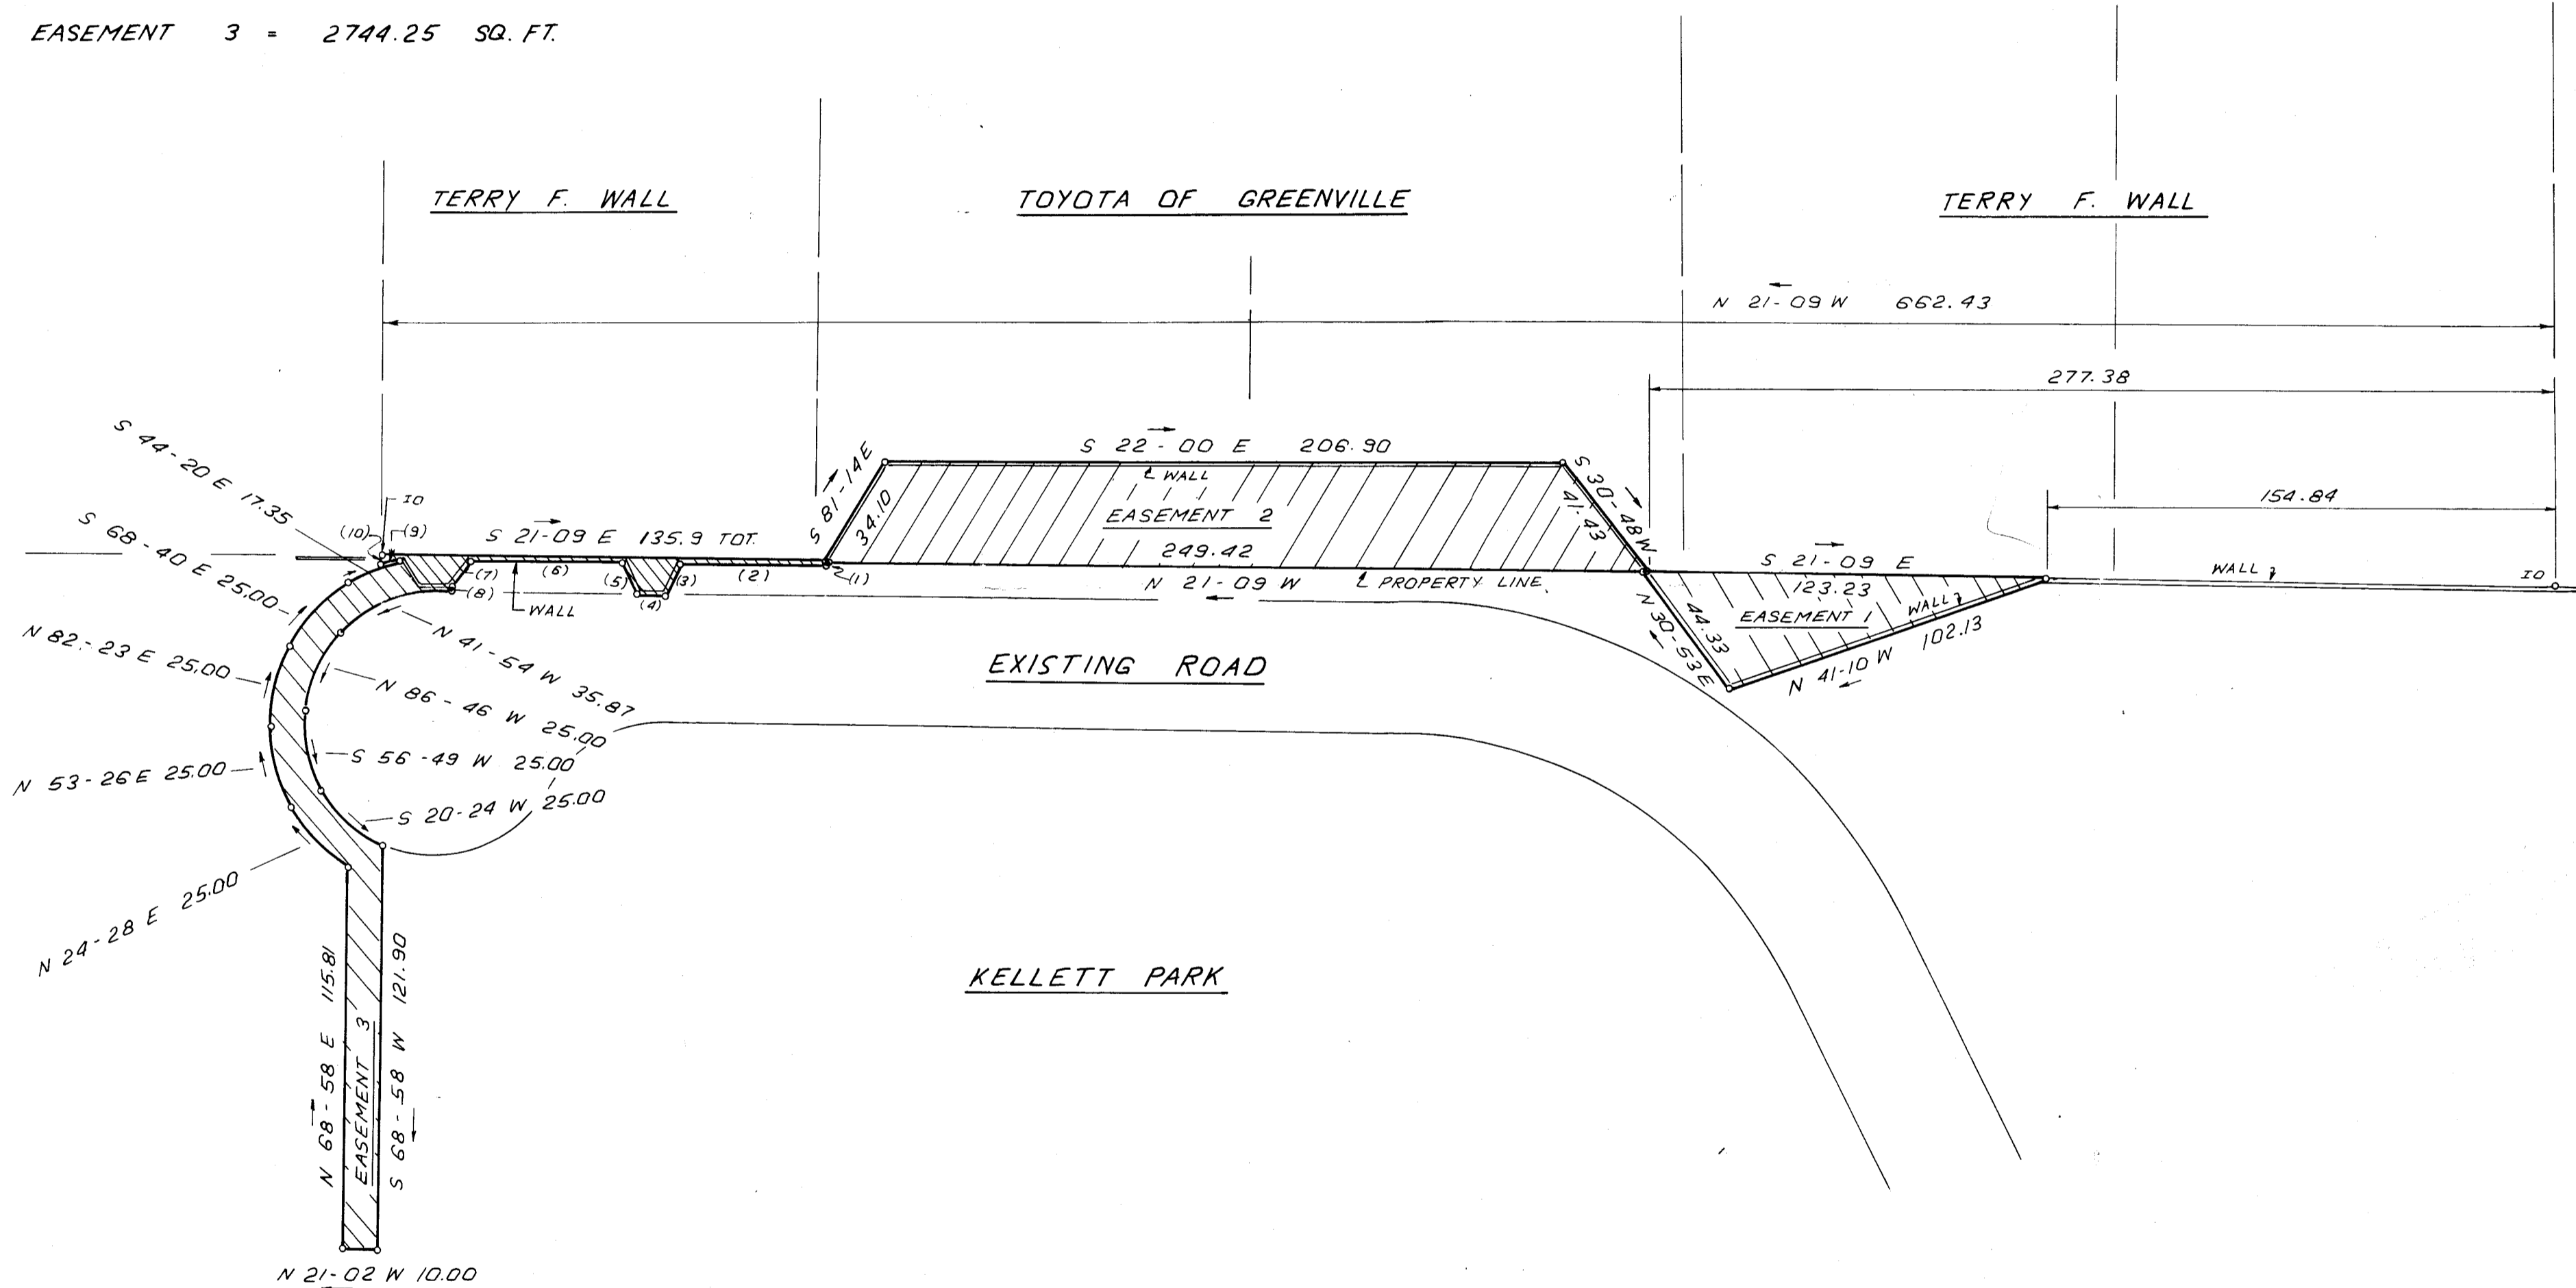 EASEMENT 3 = 2744.25 SQ. FT.
TERRY F. WALL
TOYOTA OF GREENVILLE
TERRY F. WALL
N 21-09 W 662.43
277.38
154.84
S 44-20 E 17.35
S 68-40 E 25.00
N 82-23 E 25.00
N 53-26 E 25.00
N 24-28 E 25.00
IO
(10)
(9)
S 21-09 E 135.9 TOT.
(7)
(8)
(6)
(5)
(4)
(3)
(2)
(1)
WALL
S 81-14 E
34.10
S 22-00 E 206.90
WALL
EASEMENT 2
249.42
N 21-09 W
PROPERTY LINE
S 30-48 W
41.43
S 21-09 E
123.23
EASEMENT 1
WALL
44.33
N 30-53 E
N 41-10 W 102.13
WALL
IO
N 41-54 W 35.87
N 86-46 W 25.00
S 56-49 W 25.00
S 20-24 W 25.00
EXISTING ROAD
KELLETT PARK
N 68-58 E 115.81
EASEMENT 3
S 68-58 W 121.90
N 21-02 W 10.00